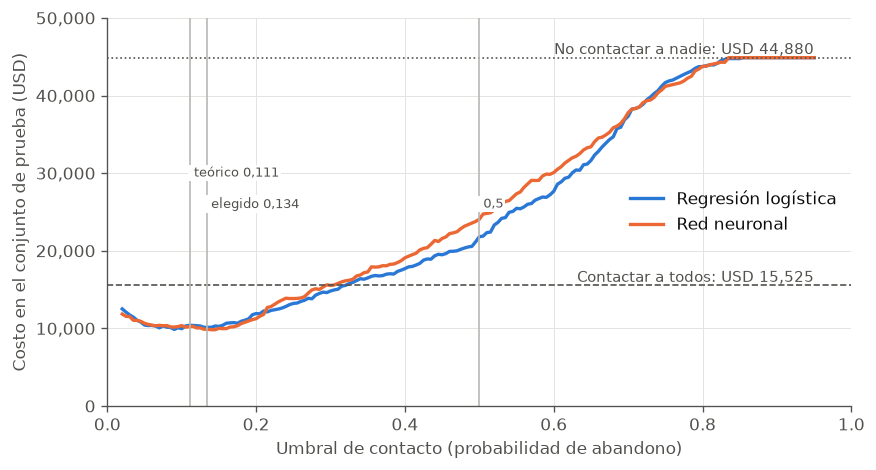 50,000
40,000
30,000
20,000
10,000
0
Costo en el conjunto de prueba (USD)
No contactar a nadie: USD 44,880
teórico 0,111
elegido 0,134
0,5
Regresión logística
Red neuronal
Contactar a todos: USD 15,525
0.0 0.2 0.4 0.6 0.8 1.0
Umbral de contacto (probabilidad de abandono)